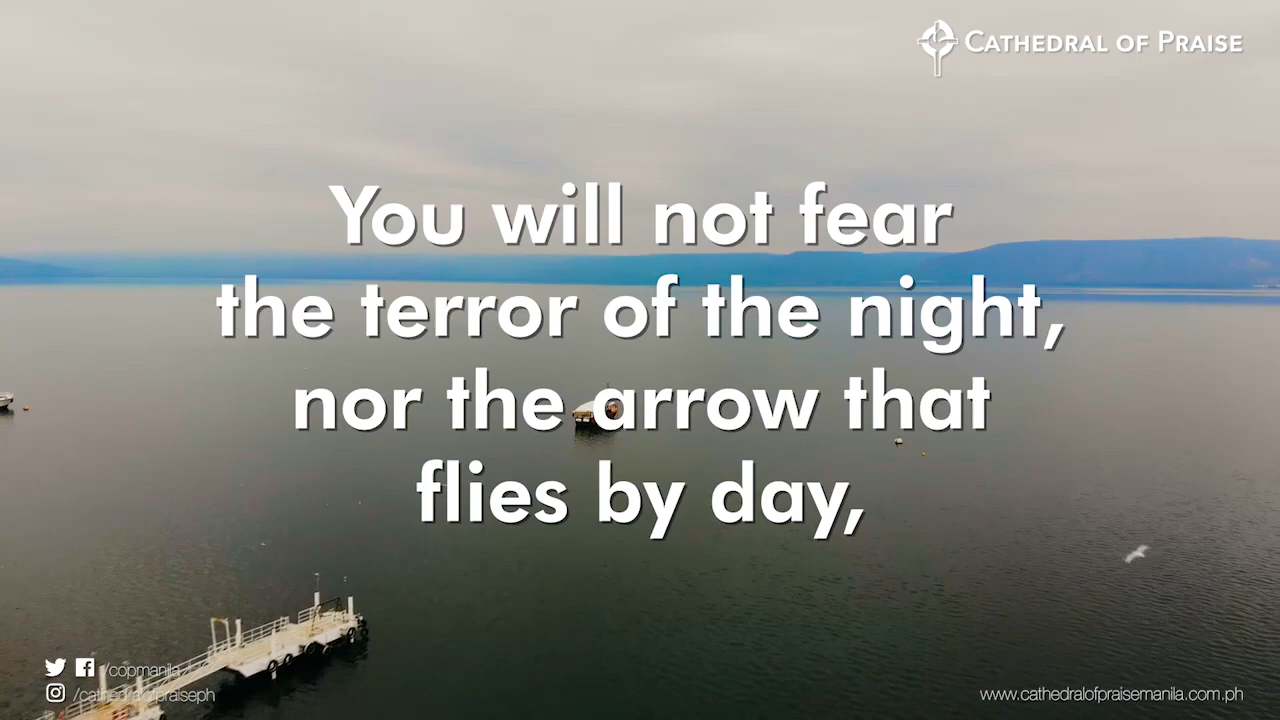 CATHEDRAL OF PRAISE
You will not fear
the terror of the night,
nor the arrow that
flies by day,
/copmanila
/cathedralofpraiseph
www.cathedralofpraisemanila.com.ph